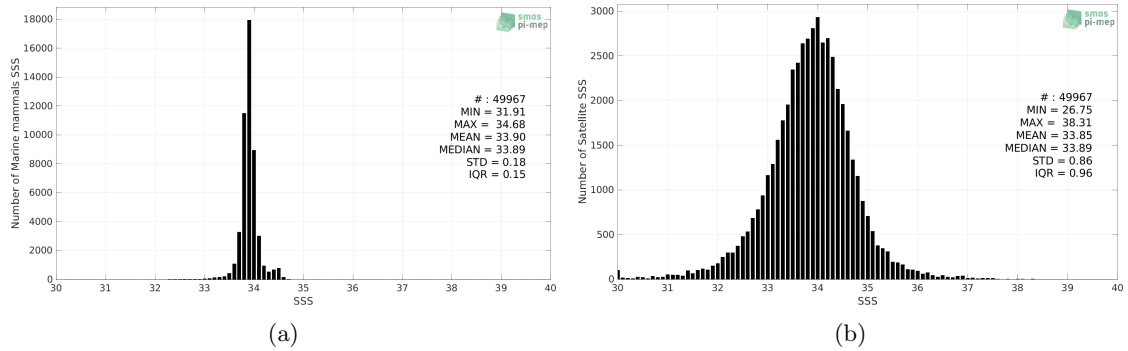 smos
pi-mep
Number of Marine mammals SSS
18000
16000
14000
12000
10000
8000
6000
4000
2000
0
# : 49967
MIN = 31.91
MAX = 34.68
MEAN = 33.90
MEDIAN = 33.89
STD = 0.18
IQR = 0.15
30 31 32 33 34 35 36 37 38 39 40
SSS
(a)
smos
pi-mep
Number of Satellite SSS
3000
2500
2000
1500
1000
500
0
# : 49967
MIN = 26.75
MAX = 38.31
MEAN = 33.85
MEDIAN = 33.89
STD = 0.86
IQR = 0.96
30 31 32 33 34 35 36 37 38 39 40
SSS
(b)